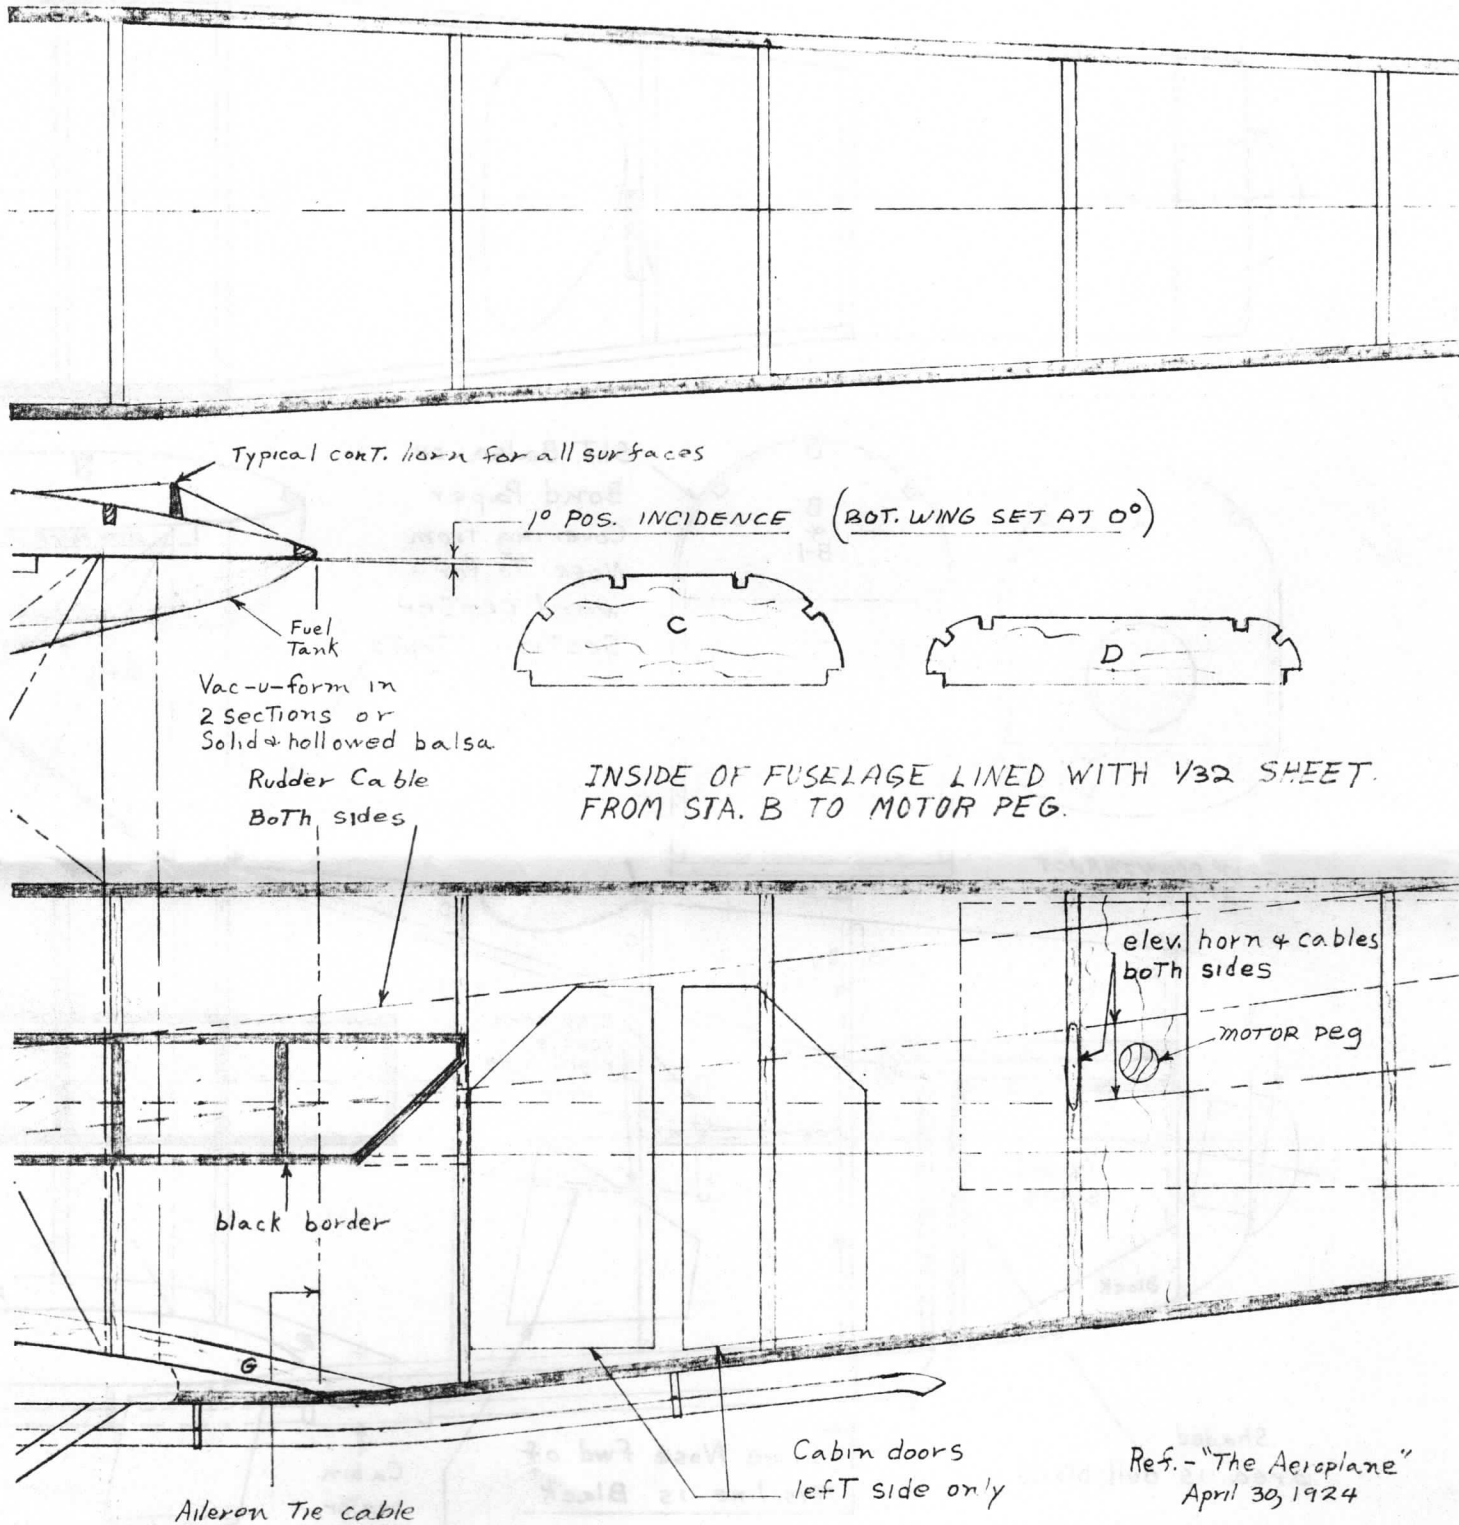 Typical conT. horn for all surfaces
1° POS. INCIDENCE (BOT. WING SET AT 0°)
C
D
Fuel
Tank
Vac-u-form in
2 secTions or
Solid & hollowed balsa
Rudder Cable
BoTh sides
INSIDE OF FUSELAGE LINED WITH 1/32 SHEET.
FROM STA. B TO MOTOR PEG.
elev. horn & cables
boTh sides
MOTOR PEG
black border
G
Cabin doors
lefT side only
Aileron Tie cable
Ref. - "The Aeroplane"
April 30, 1924